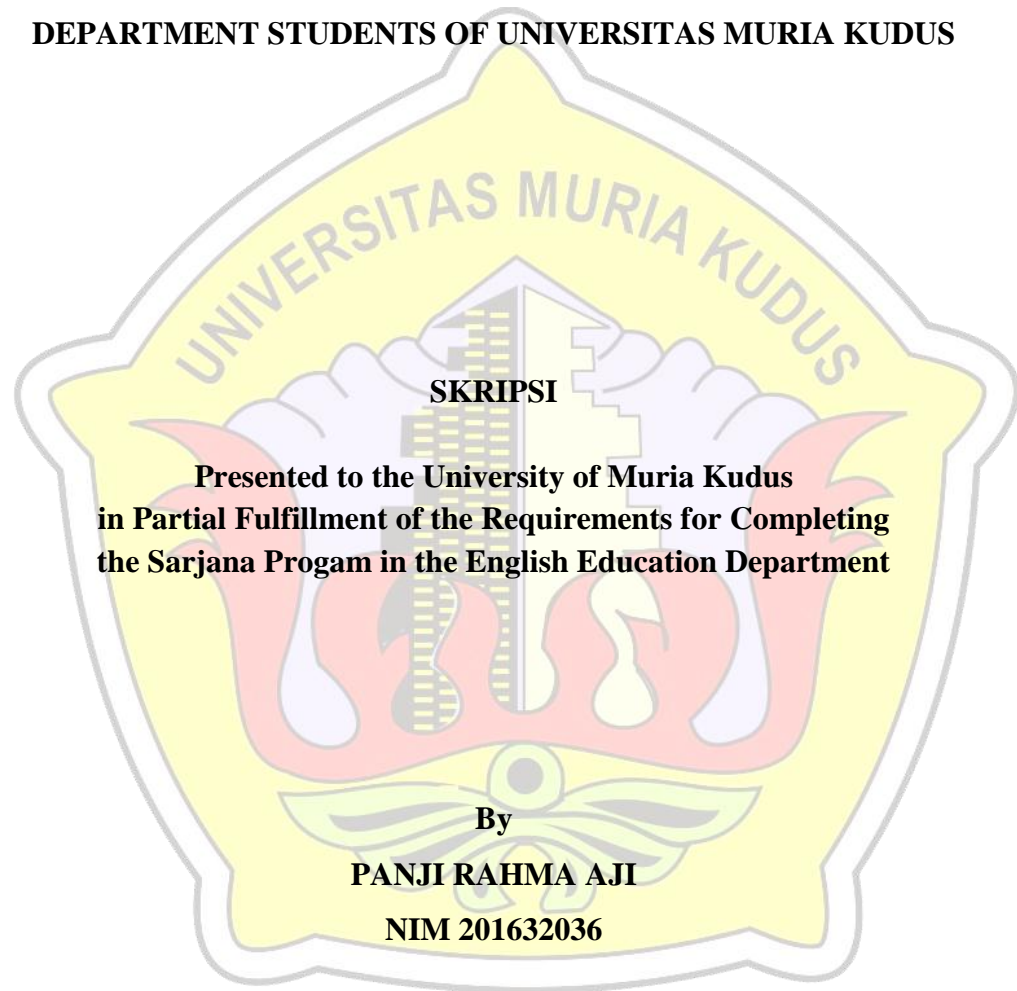 DEPARTMENT STUDENTS OF UNIVERSITAS MURIA KUDUS
UNIVERSITAS MURIA KUDUS
SKRIPSI
Presented to the University of Muria Kudus
in Partial Fulfillment of the Requirements for Completing
the Sarjana Progam in the English Education Department
By
PANJI RAHMA AJI
NIM 201632036